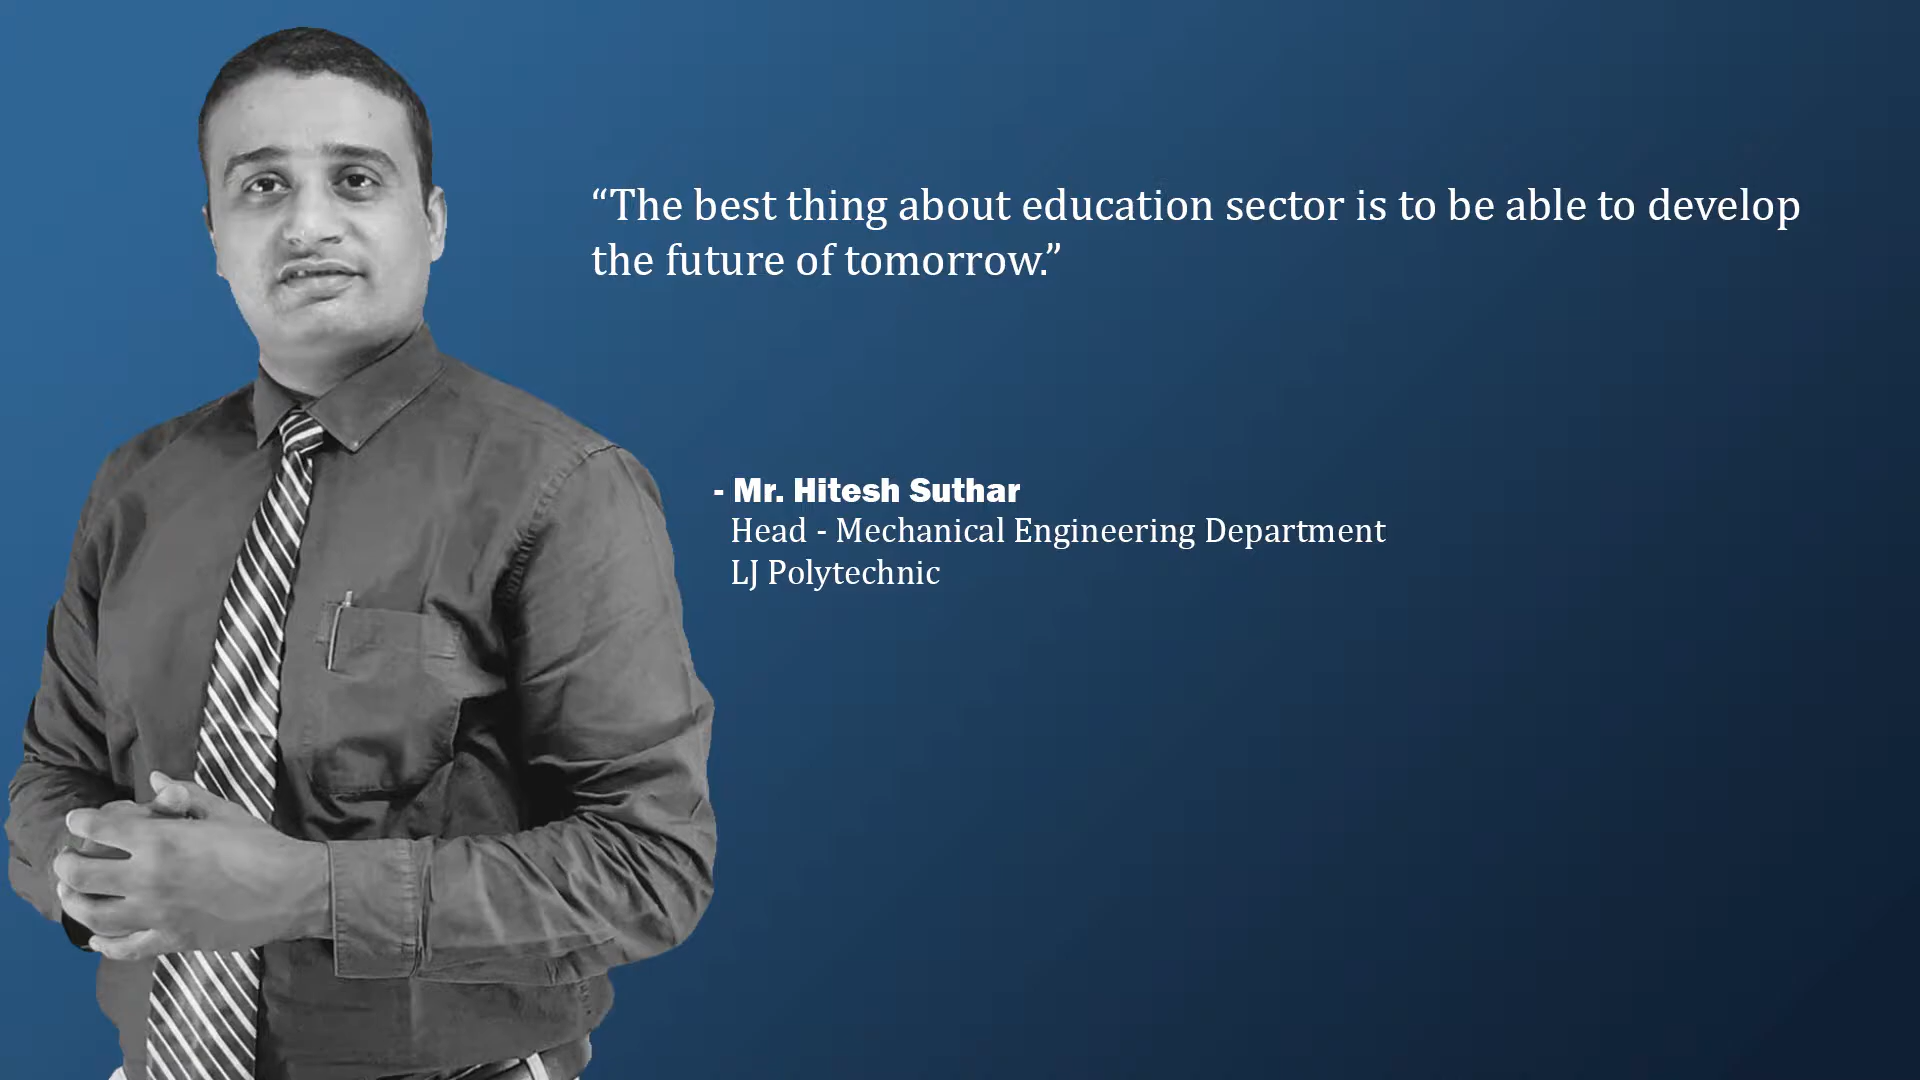 “The best thing about education sector is to be able to develop
the future of tomorrow.”
- Mr. Hitesh Suthar
Head - Mechanical Engineering Department
LJ Polytechnic